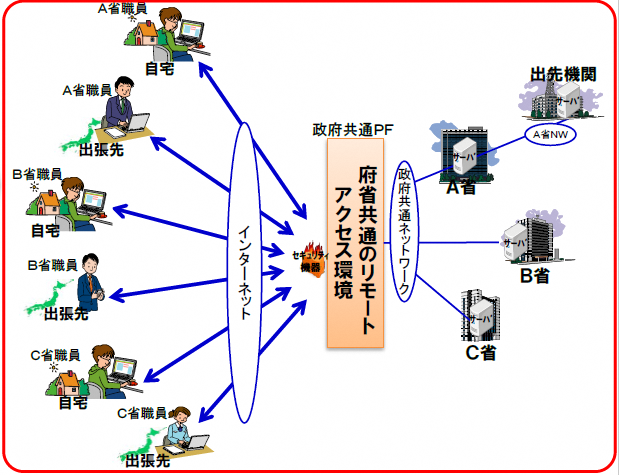 A省職員
自宅
A省職員
出張先
B省職員
自宅
B省職員
出張先
C省職員
自宅
C省職員
出張先
インターネット
セキュリティ
機器
政府共通PF
府省共通のリモート
アクセス環境
政府共通ネットワーク
出先機関
サーバ
A省NW
サーバ
A省
サーバ
B省
サーバ
C省